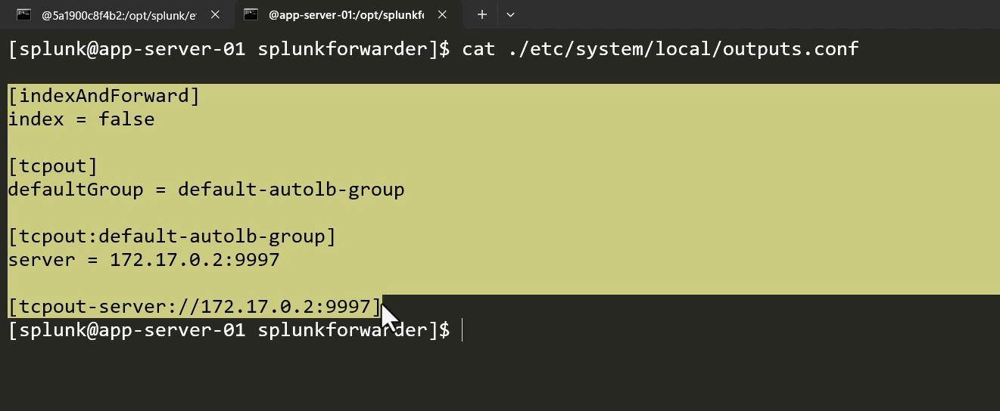 @5a1900c8f4b2:/opt/splunk/et
@app-server-01:/opt/splunkfo
[splunk@app-server-01 splunkforwarder]$ cat ./etc/system/local/outputs.conf
[indexAndForward]
index = false
[tcpout]
defaultGroup = default-autolb-group
[tcpout:default-autolb-group]
server = 172.17.0.2:9997
[tcpout-server://172.17.0.2:9997]
[splunk@app-server-01 splunkforwarder]$